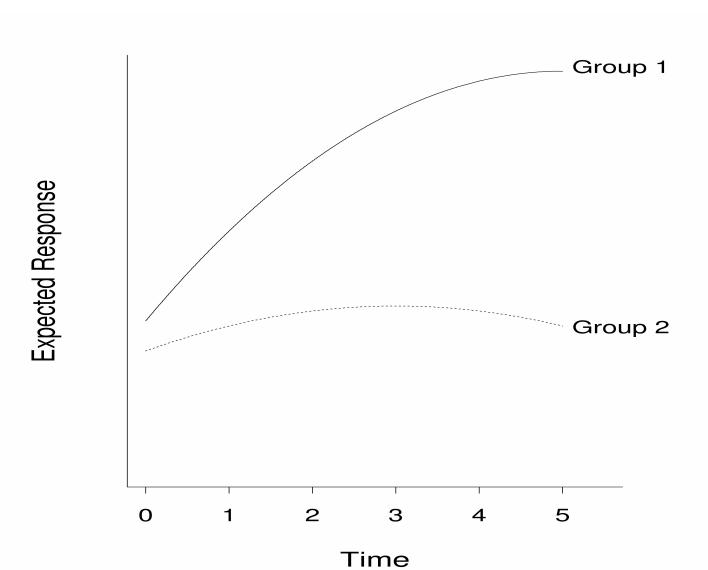 Group 1
Expected Response
Group 2
0 1 2 3 4 5
Time